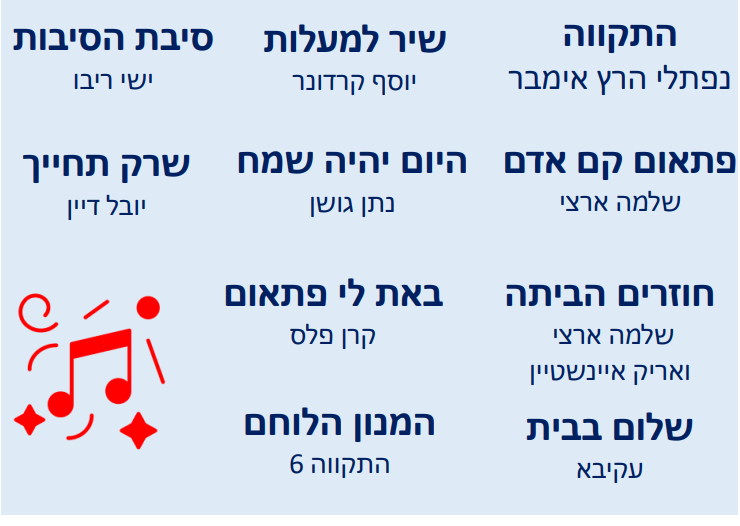 התקווה
נפתלי הרץ אימבר
שיר למעלות
יוסף קרדונר
סיבת הסיבות
ישי ריבו
פתאום קם אדם
שלמה ארצי
היום יהיה שמח
נתן גושן
שרק תחייך
יובל דיין
חוזרים הביתה
שלמה ארצי
ואריק איינשטיין
באת לי פתאום
קרן פלס
שלום בבית
עקיבא
המנון הלוחם
התקווה 6